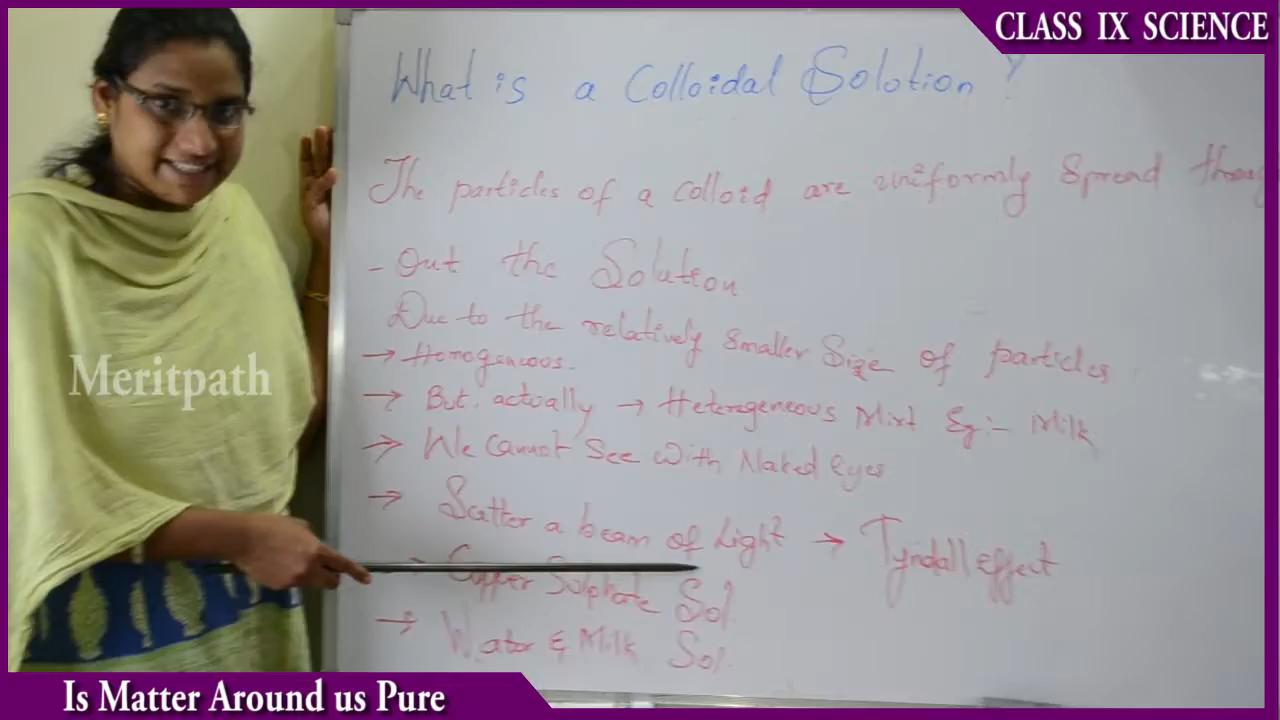 CLASS IX SCIENCE
What is a Colloidal Solotion?
The particles of a colloid are uniformly spread throug
- Out the Solution
Due to the relatively Smaller Size of particles
→ Homogeneous.
→ But. actually → Heterogeneous Mixt Eg:- Milk
→ We Cannot See with Naked Eyes
→ Scatter a beam of Light → Tyndall effect
→ Copper Sulphate Sol.
→ Water & Milk Sol.
Meritpath
Is Matter Around us Pure